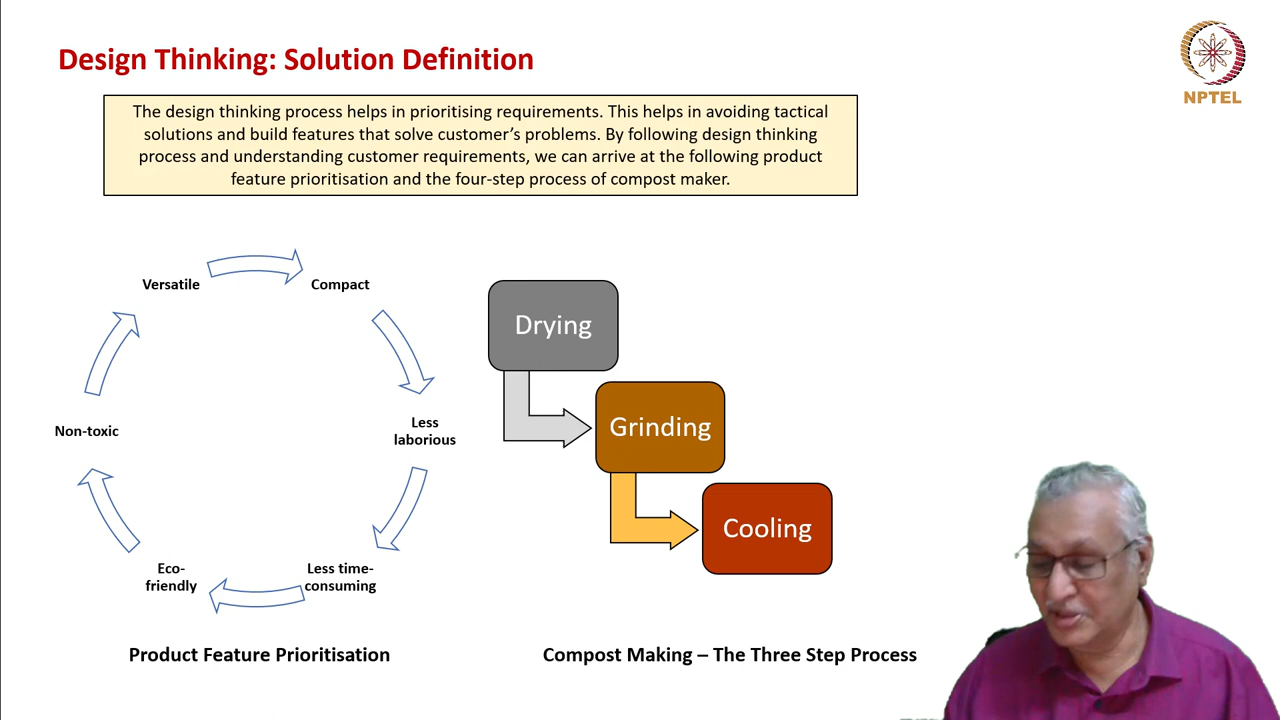 Design Thinking: Solution Definition
NPTEL
The design thinking process helps in prioritising requirements. This helps in avoiding tactical
solutions and build features that solve customer's problems. By following design thinking
process and understanding customer requirements, we can arrive at the following product
feature prioritisation and the four-step process of compost maker.
Versatile
Compact
Less
laborious
Less time-
consuming
Eco-
friendly
Non-toxic
Product Feature Prioritisation
Drying
Grinding
Cooling
Compost Making – The Three Step Process